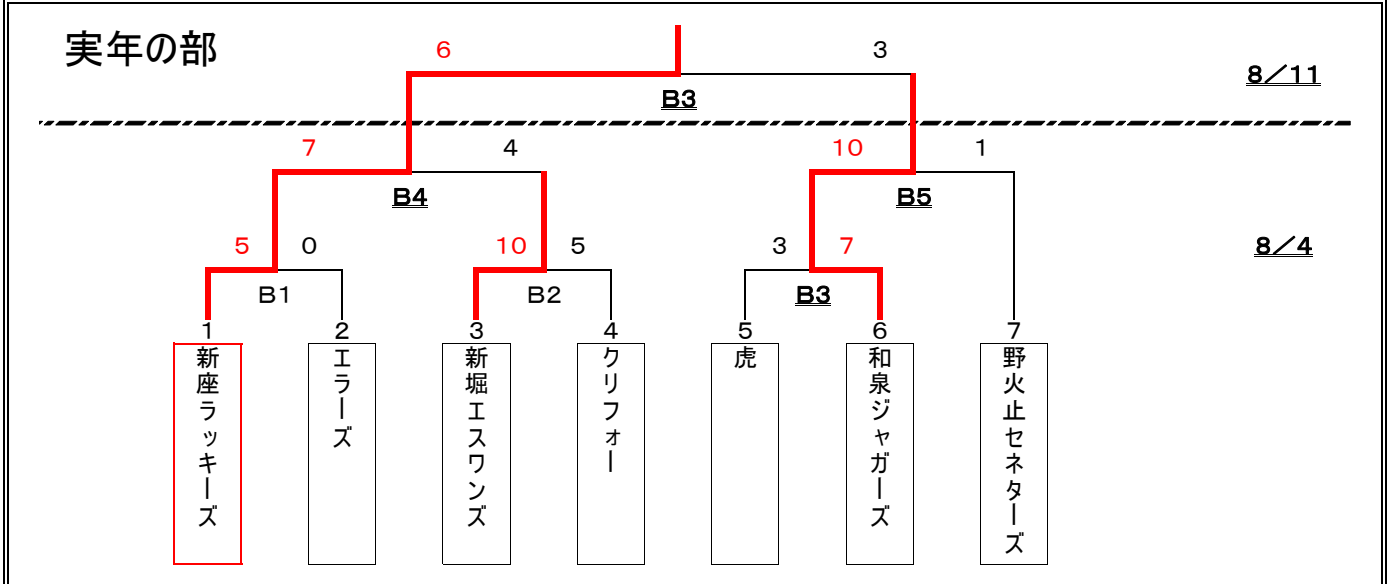 実年の部
6
3
8/11
B3
7
4
10
1
B4
B5
5
0
10
5
3
7
8/4
B1
B2
B3
1
2
3
4
5
6
7
新座ラッキーズ
エラーズ
新堀エスワンズ
クリフォー
虎
和泉ジャガーズ
野火止セネターズ